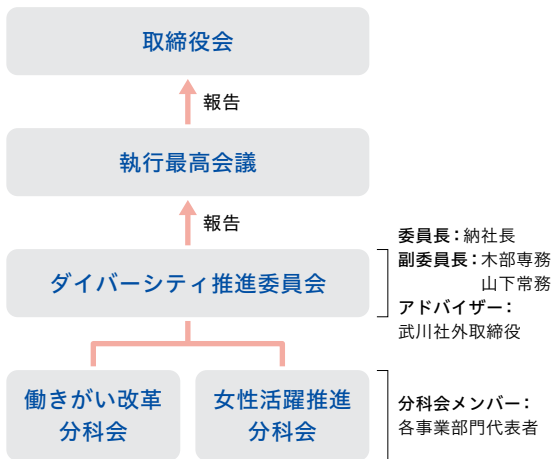 取締役会
報告
執行最高会議
報告
ダイバーシティ推進委員会
委員長：納社長
副委員長：木部専務
山下常務
アドバイザー：
武川社外取締役
働きがい改革
分科会
女性活躍推進
分科会
分科会メンバー：
各事業部門代表者